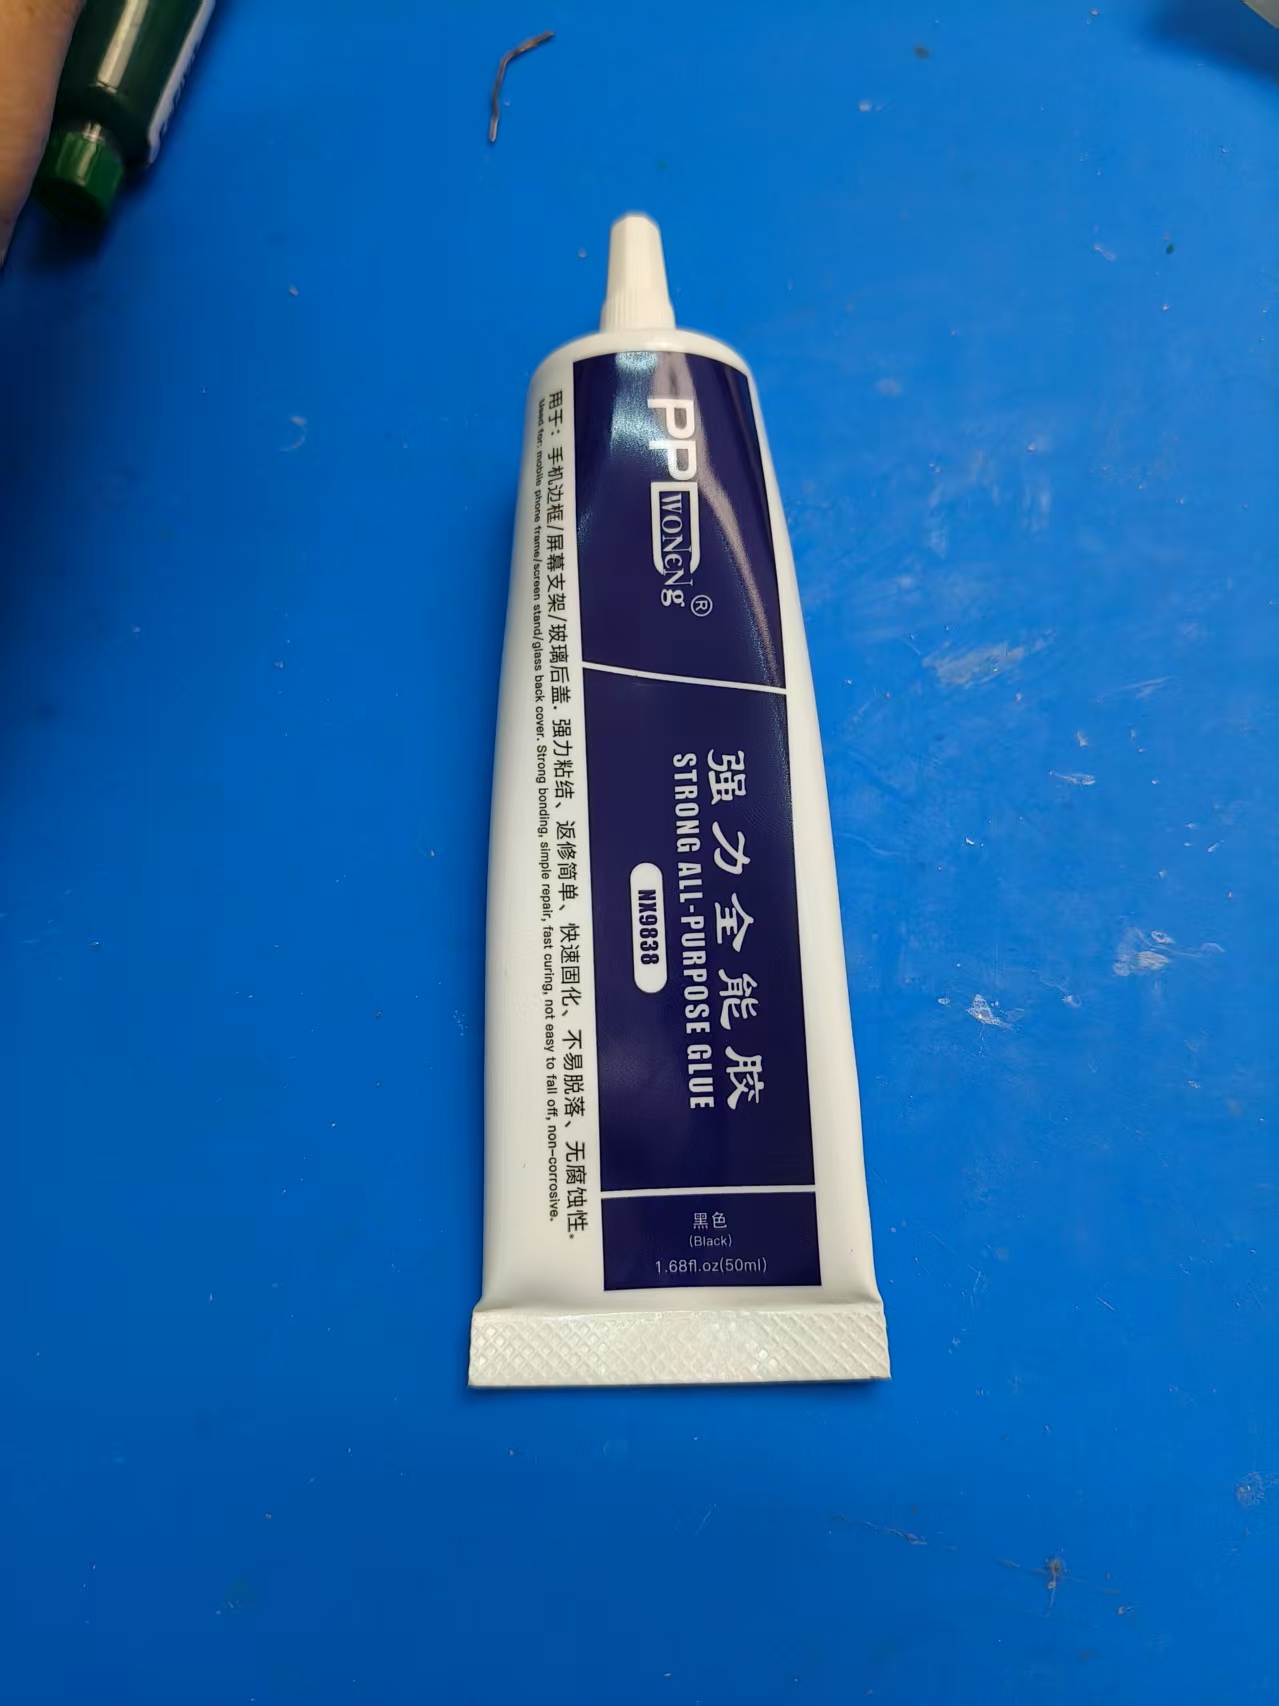 PP
WONENg®
强力全能胶
STRONG ALL-PURPOSE GLUE
NX9838
用于：手机边框/屏幕支架/玻璃后盖. 强力粘结、返修简单、快速固化、不易脱落、无腐蚀性.
Used for: mobile phone frame/screen stand/glass back cover. Strong bonding, simple repair, fast curing, not easy to fall off, non-corrosive.
黑色
(Black)
1.68fl.oz(50ml)